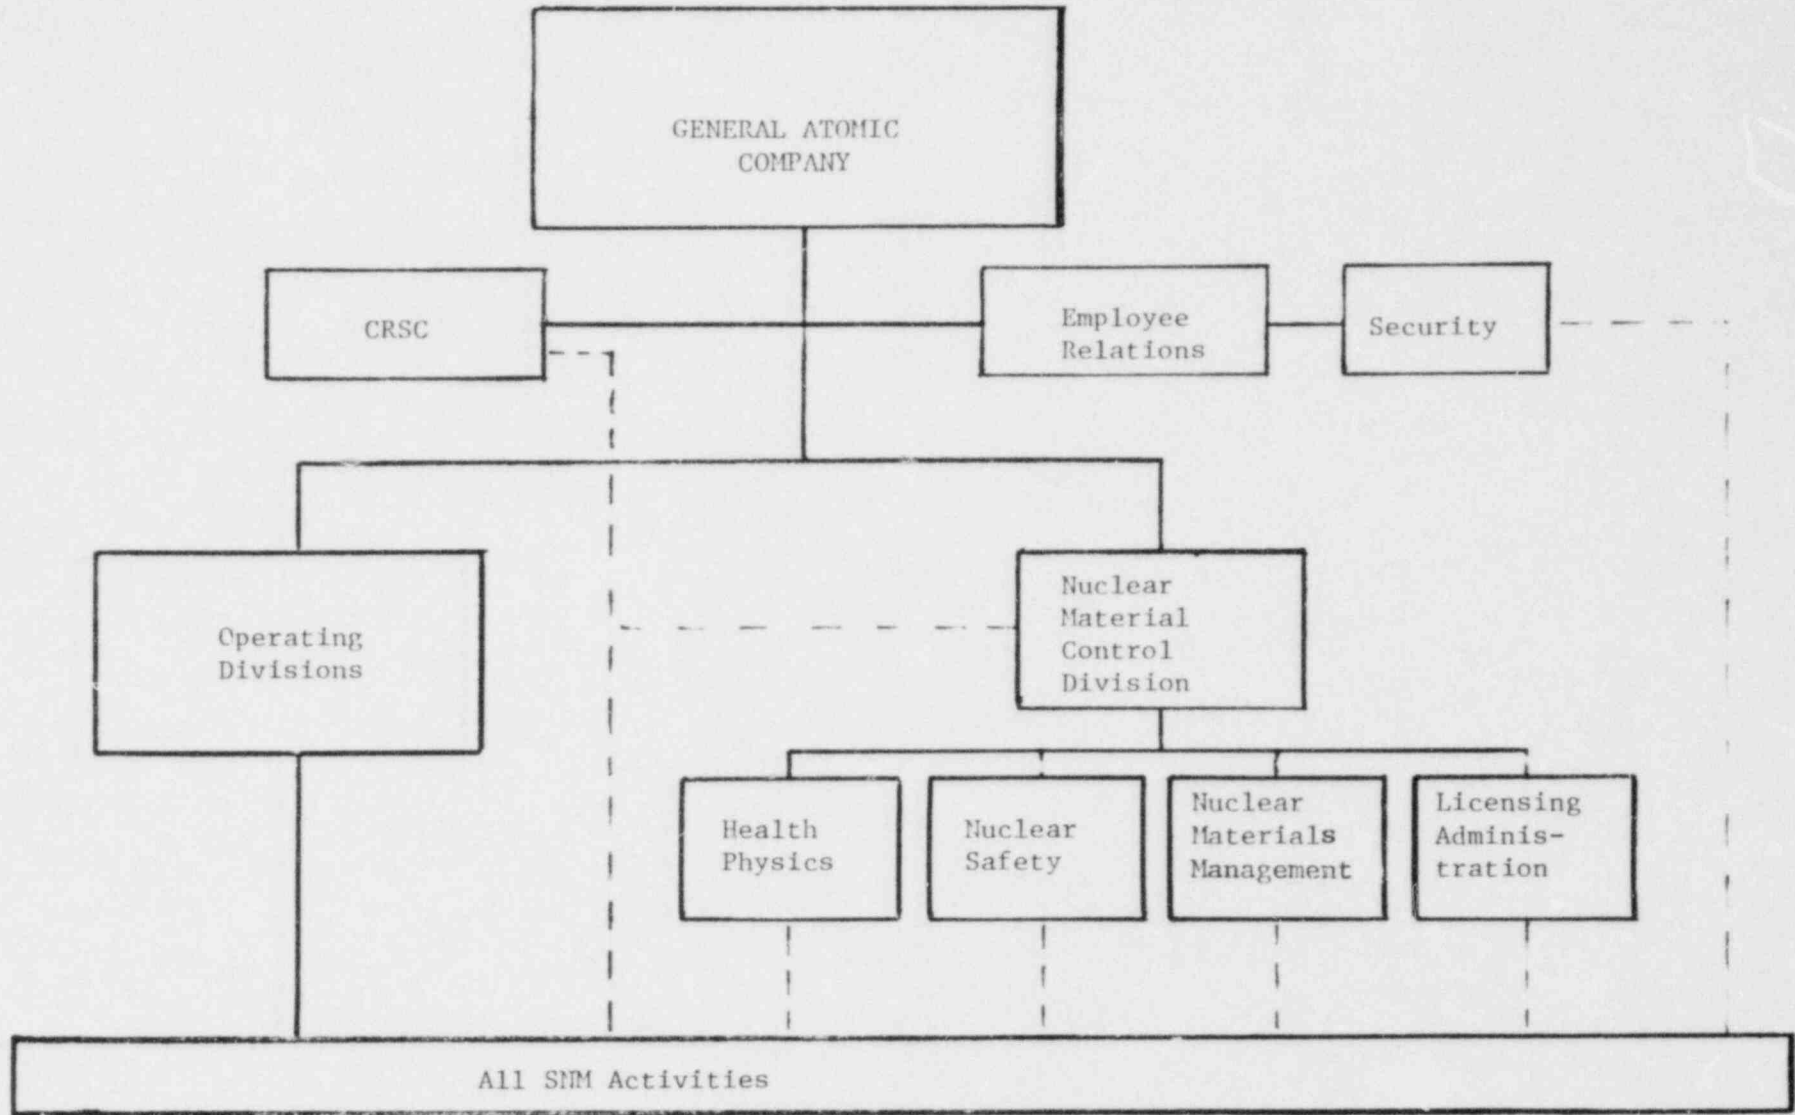 GENERAL ATOMIC
COMPANY
CRSC
Employee
Relations
Security
Operating
Divisions
Nuclear
Material
Control
Division
Health
Physics
Nuclear
Safety
Nuclear
Materials
Management
Licensing
Adminis-
tration
All SNM Activities